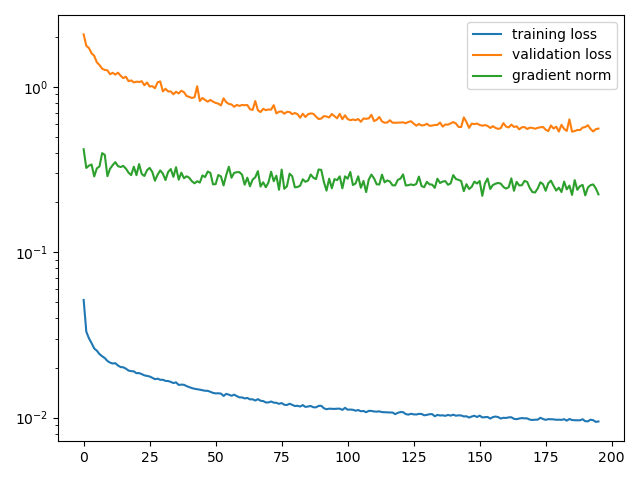 training loss
validation loss
gradient norm
10⁰
10⁻¹
10⁻²
0 25 50 75 100 125 150 175 200